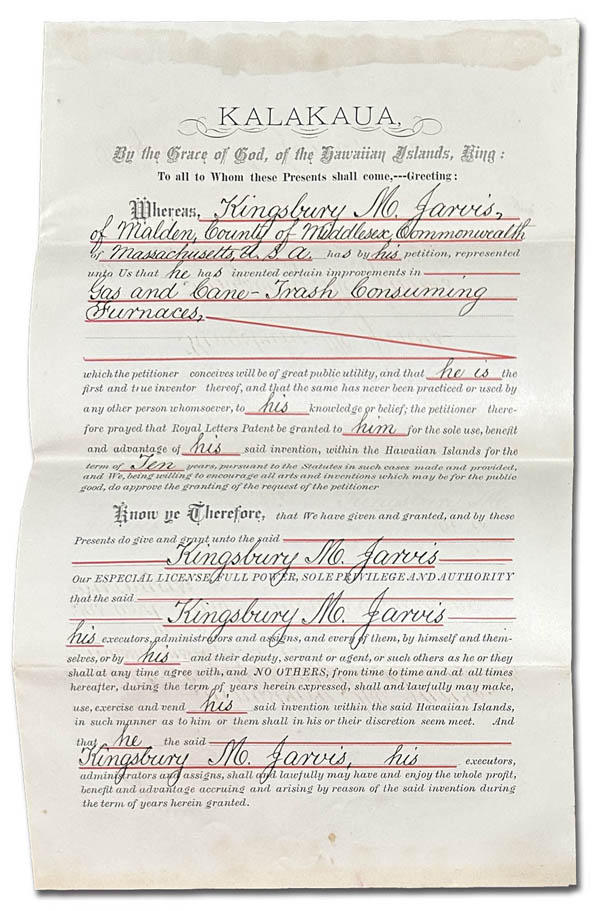 KALAKAUA,
By the Grace of God, of the Hawaiian Islands, King:
To all to Whom these Presents shall come,---Greeting:
Whereas, Kingsbury M. Jarvis,
of Malden, County of Middlesex, Commonwealth
of Massachusetts, U.S.A. has by his petition, represented
unto Us that he has invented certain improvements in
Gas and Cane-Trash Consuming
Furnaces,
which the petitioner conceives will be of great public utility, and that he is the
first and true inventor thereof, and that the same has never been practiced or used by
any other person whomsoever, to his knowledge or belief; the petitioner there-
fore prayed that Royal Letters Patent be granted to him for the sole use, benefit
and advantage of his said invention, within the Hawaiian Islands for the
term of Ten years, pursuant to the Statutes in such cases made and provided,
and We, being willing to encourage all arts and inventions which may be for the public
good, do approve the granting of the request of the petitioner
Know ye Therefore, that We have given and granted, and by these
Presents do give and grant unto the said
Kingsbury M. Jarvis
Our ESPECIAL LICENSE, FULL POWER, SOLE PRIVILEGE AND AUTHORITY
that the said
Kingsbury M. Jarvis
his executors, administrators and assigns, and every of them, by himself and them-
selves, or by his and their deputy, servant or agent, or such others as he or they
shall at any time agree with, and NO OTHERS, from time to time and at all times
hereafter, during the term of years herein expressed, shall and lawfully may make,
use, exercise and vend his said invention within the said Hawaiian Islands,
in such manner as to him or them shall in his or their discretion seem meet. And
that he the said
Kingsbury M. Jarvis, his executors,
administrators and assigns, shall and lawfully may have and enjoy the whole profit,
benefit and advantage accruing and arising by reason of the said invention during
the term of years herein granted.